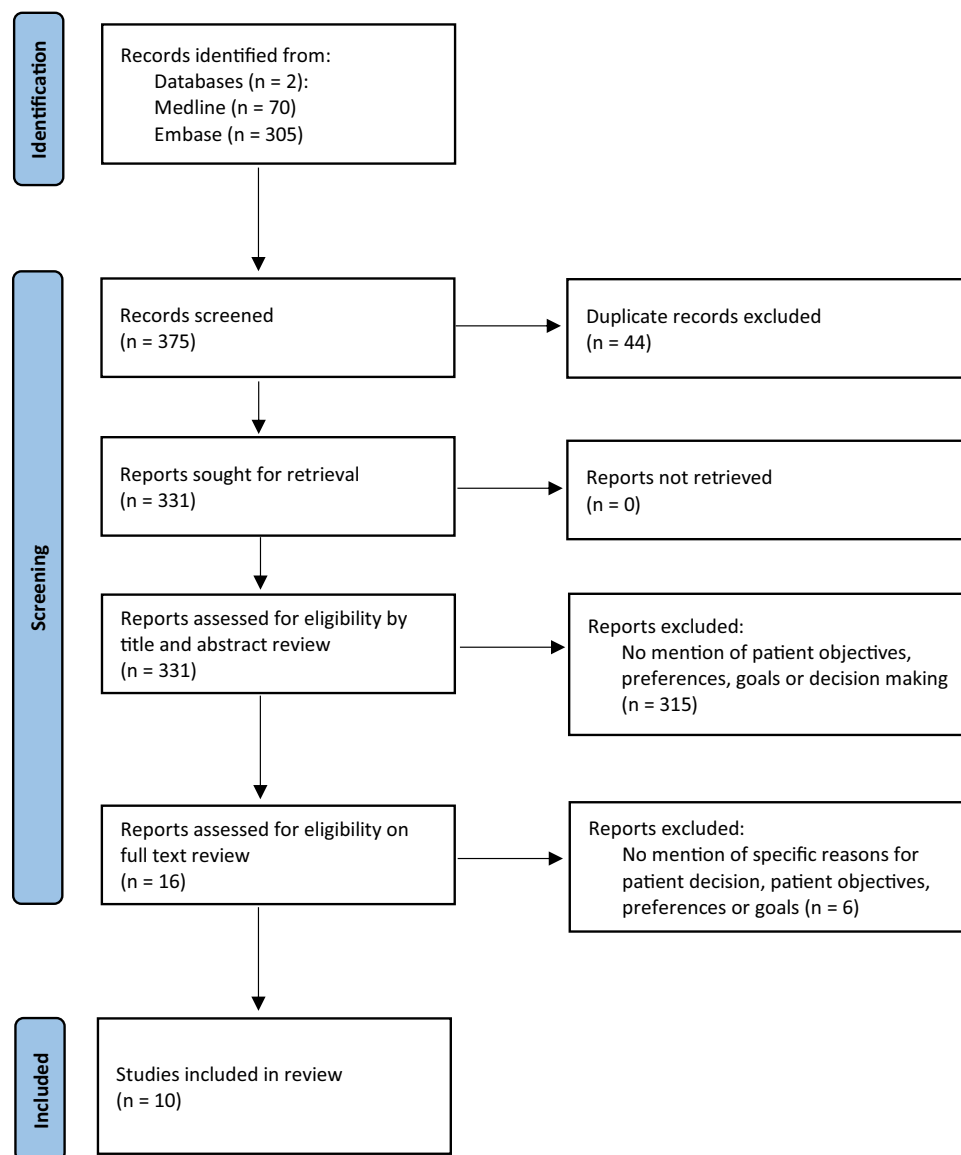 Identification
Records identified from:
Databases (n = 2):
Medline (n = 70)
Embase (n = 305)
Screening
Records screened
(n = 375)
Duplicate records excluded
(n = 44)
Reports sought for retrieval
(n = 331)
Reports not retrieved
(n = 0)
Reports assessed for eligibility by
title and abstract review
(n = 331)
Reports excluded:
No mention of patient objectives,
preferences, goals or decision making
(n = 315)
Reports assessed for eligibility on
full text review
(n = 16)
Reports excluded:
No mention of specific reasons for
patient decision, patient objectives,
preferences or goals (n = 6)
Included
Studies included in review
(n = 10)